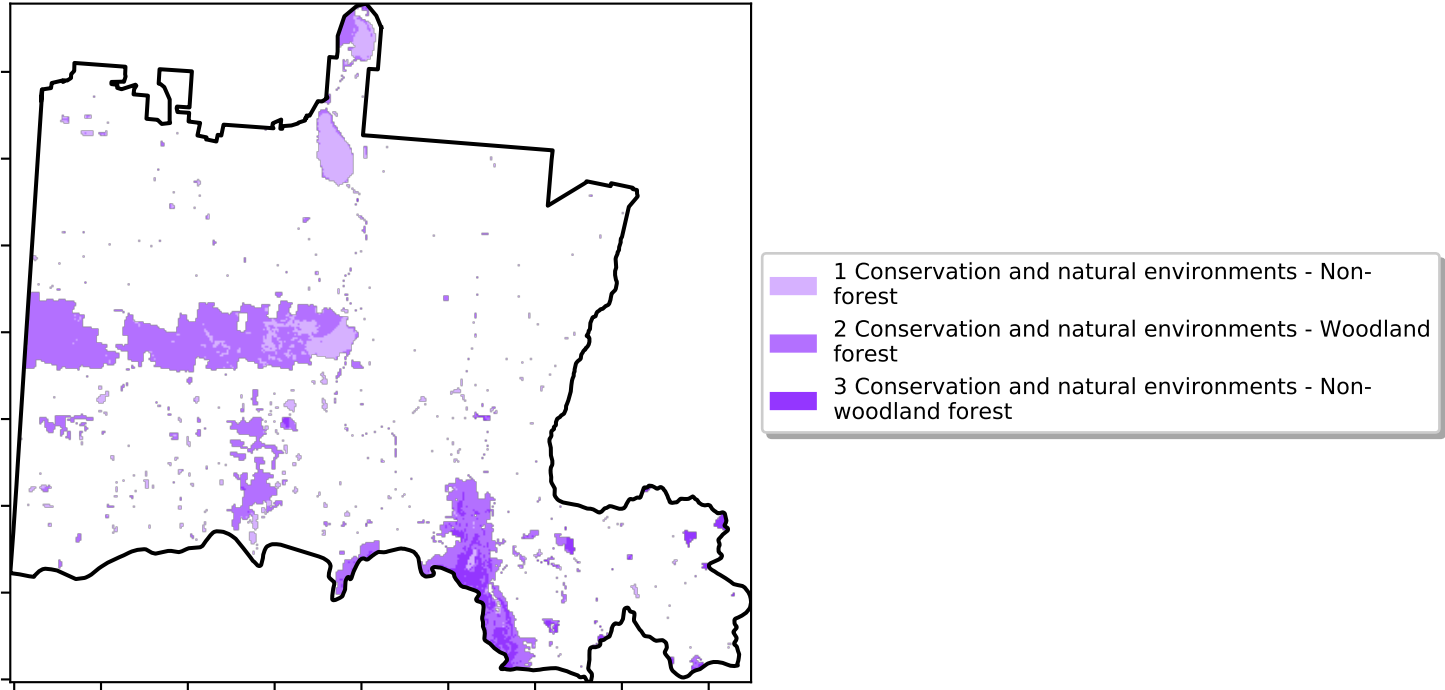 1 Conservation and natural environments - Non-
forest
2 Conservation and natural environments - Woodland
forest
3 Conservation and natural environments - Non-
woodland forest